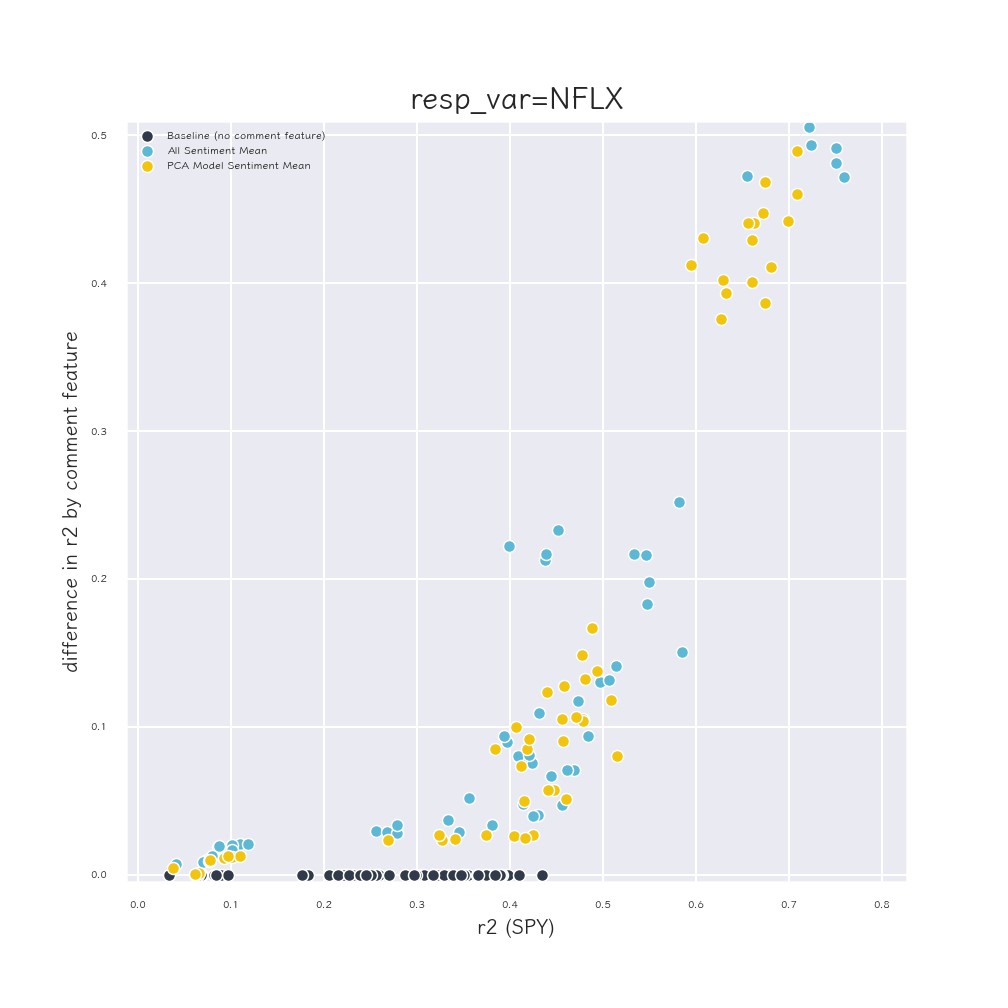 resp_var=NFLX
Baseline (no comment feature)
All Sentiment Mean
PCA Model Sentiment Mean
difference in r2 by comment feature
0.5
0.4
0.3
0.2
0.1
0.0
0.0 0.1 0.2 0.3 0.4 0.5 0.6 0.7 0.8
r2 (SPY)